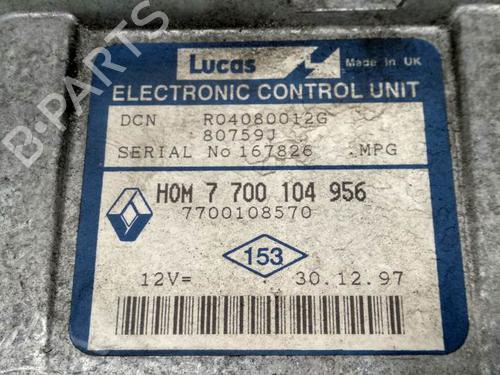 Lucas Made in UK
ELECTRONIC CONTROL UNIT
DCN R04080012G
80759J
SERIAL No 167826 .MPG
HOM 7 700 104 956
7700108570
153
12V= 30.12.97
B-PARTS